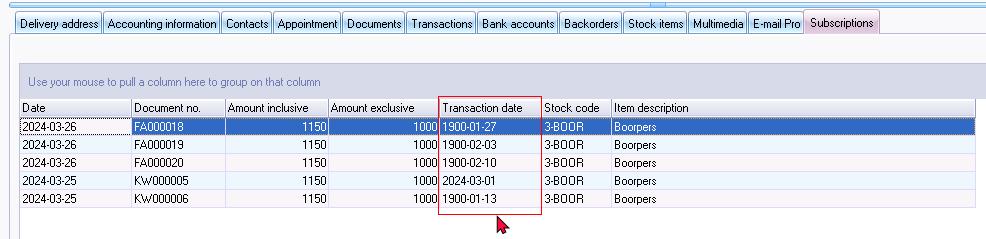 Delivery address Accounting information Contacts Appointment Documents Transactions Bank accounts Backorders Stock items Multimedia E-mail Pro Subscriptions
Use your mouse to pull a column here to group on that column
Date Document no. Amount inclusive Amount exclusive Transaction date Stock code Item description
2024-03-26 FA000018 1150 1000 1900-01-27 3-BOOR Boorpers
2024-03-26 FA000019 1150 1000 1900-02-03 3-BOOR Boorpers
2024-03-26 FA000020 1150 1000 1900-02-10 3-BOOR Boorpers
2024-03-25 KW000005 1150 1000 2024-03-01 3-BOOR Boorpers
2024-03-25 KW000006 1150 1000 1900-01-13 3-BOOR Boorpers